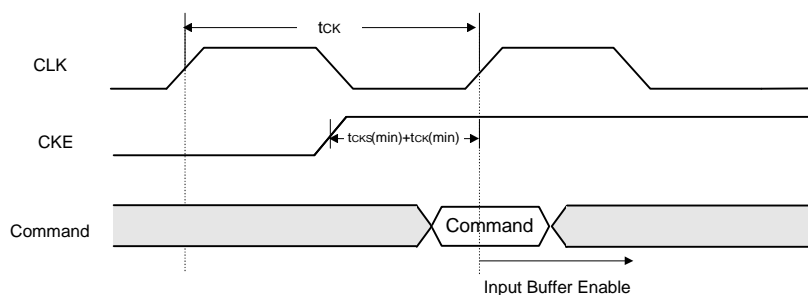 tCK
CLK
CKE
tCKS(min)+tCK(min)
Command
Command
Input Buffer Enable